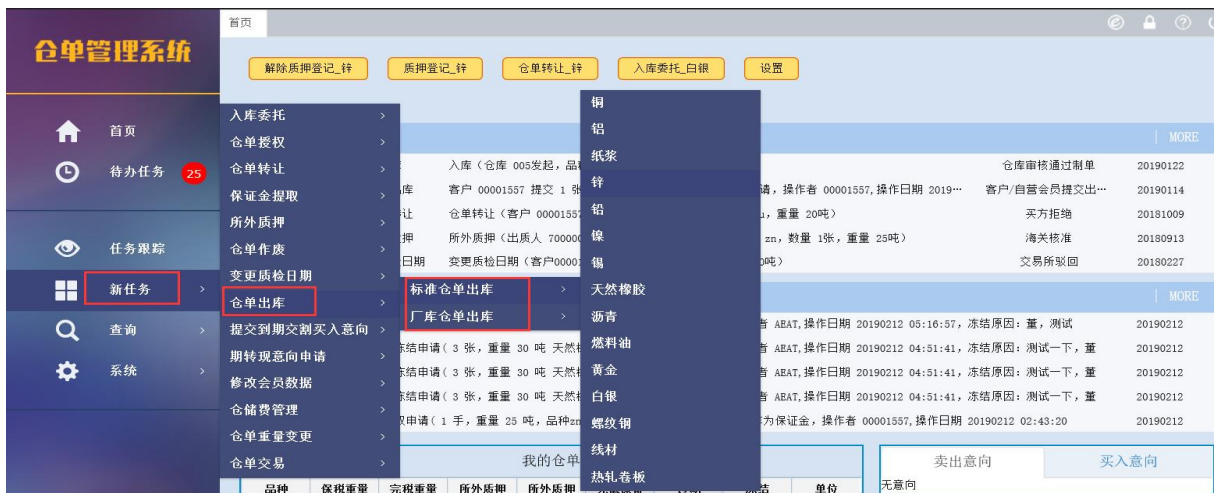 首页
仓单管理系统
解除质押登记_锌 质押登记_锌 仓单转让_锌 入库委托_白银 设置
首页
待办任务 25
任务跟踪
新任务
查询
系统
入库委托
仓单授权
仓单转让
保证金提取
所外质押
仓单作废
变更质检日期
仓单出库
提交到期交割买入意向
期转现意向申请
修改会员数据
仓储费管理
仓单重量变更
仓单交易
标准仓单出库
厂库仓单出库
铜
铝
纸浆
锌
铅
镍
锡
天然橡胶
沥青
燃料油
黄金
白银
螺纹钢
线材
热轧卷板
MORE
入库（仓库 005发起，品 仓库审核通过制单 20190122
库 客户 00001557 提交 1 张 请，操作者 00001557,操作日期 2019… 客户/自营会员提交出… 20190114
让 仓单转让（客户 0000155 ，重量 20吨） 买方拒绝 20181009
押 所外质押（出质人 70000 zn，数量 1张，重量 25吨） 海关核准 20180913
日期 变更质检日期（客户0000 吨） 交易所驳回 20180227
MORE
者 ABAT,操作日期 20190212 05:16:57，冻结原因：董，测试 20190212
冻结申请( 3 张，重量 30 吨 天然 者 ABAT,操作日期 20190212 04:51:41，冻结原因：测试一下，董 20190212
冻结申请( 3 张，重量 30 吨 天然 者 ABAT,操作日期 20190212 04:51:41，冻结原因：测试一下，董 20190212
冻结申请( 3 张，重量 30 吨 天然 者 ABAT,操作日期 20190212 04:51:41，冻结原因：测试一下，董 20190212
申请( 1 手，重量 25 吨，品种zn 为保证金，操作者 00001557,操作日期 20190212 02:43:20 20190212
我的仓单
品种 保税重量 完税重量 所外质押 所外质押 单位
卖出意向 买入意向
无意向